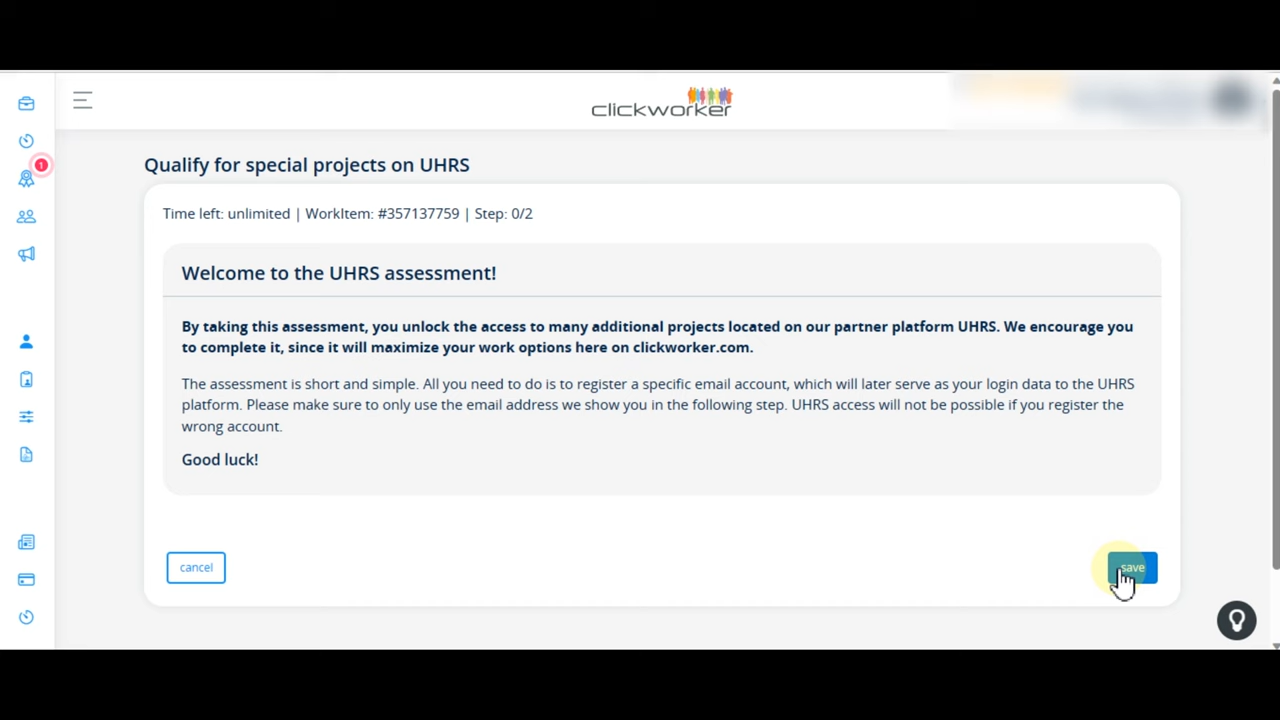 clickworker
1
Qualify for special projects on UHRS
Time left: unlimited | WorkItem: #357137759 | Step: 0/2
Welcome to the UHRS assessment!
By taking this assessment, you unlock the access to many additional projects located on our partner platform UHRS. We encourage you
to complete it, since it will maximize your work options here on clickworker.com.
The assessment is short and simple. All you need to do is to register a specific email account, which will later serve as your login data to the UHRS
platform. Please make sure to only use the email address we show you in the following step. UHRS access will not be possible if you register the
wrong account.
Good luck!
cancel
save